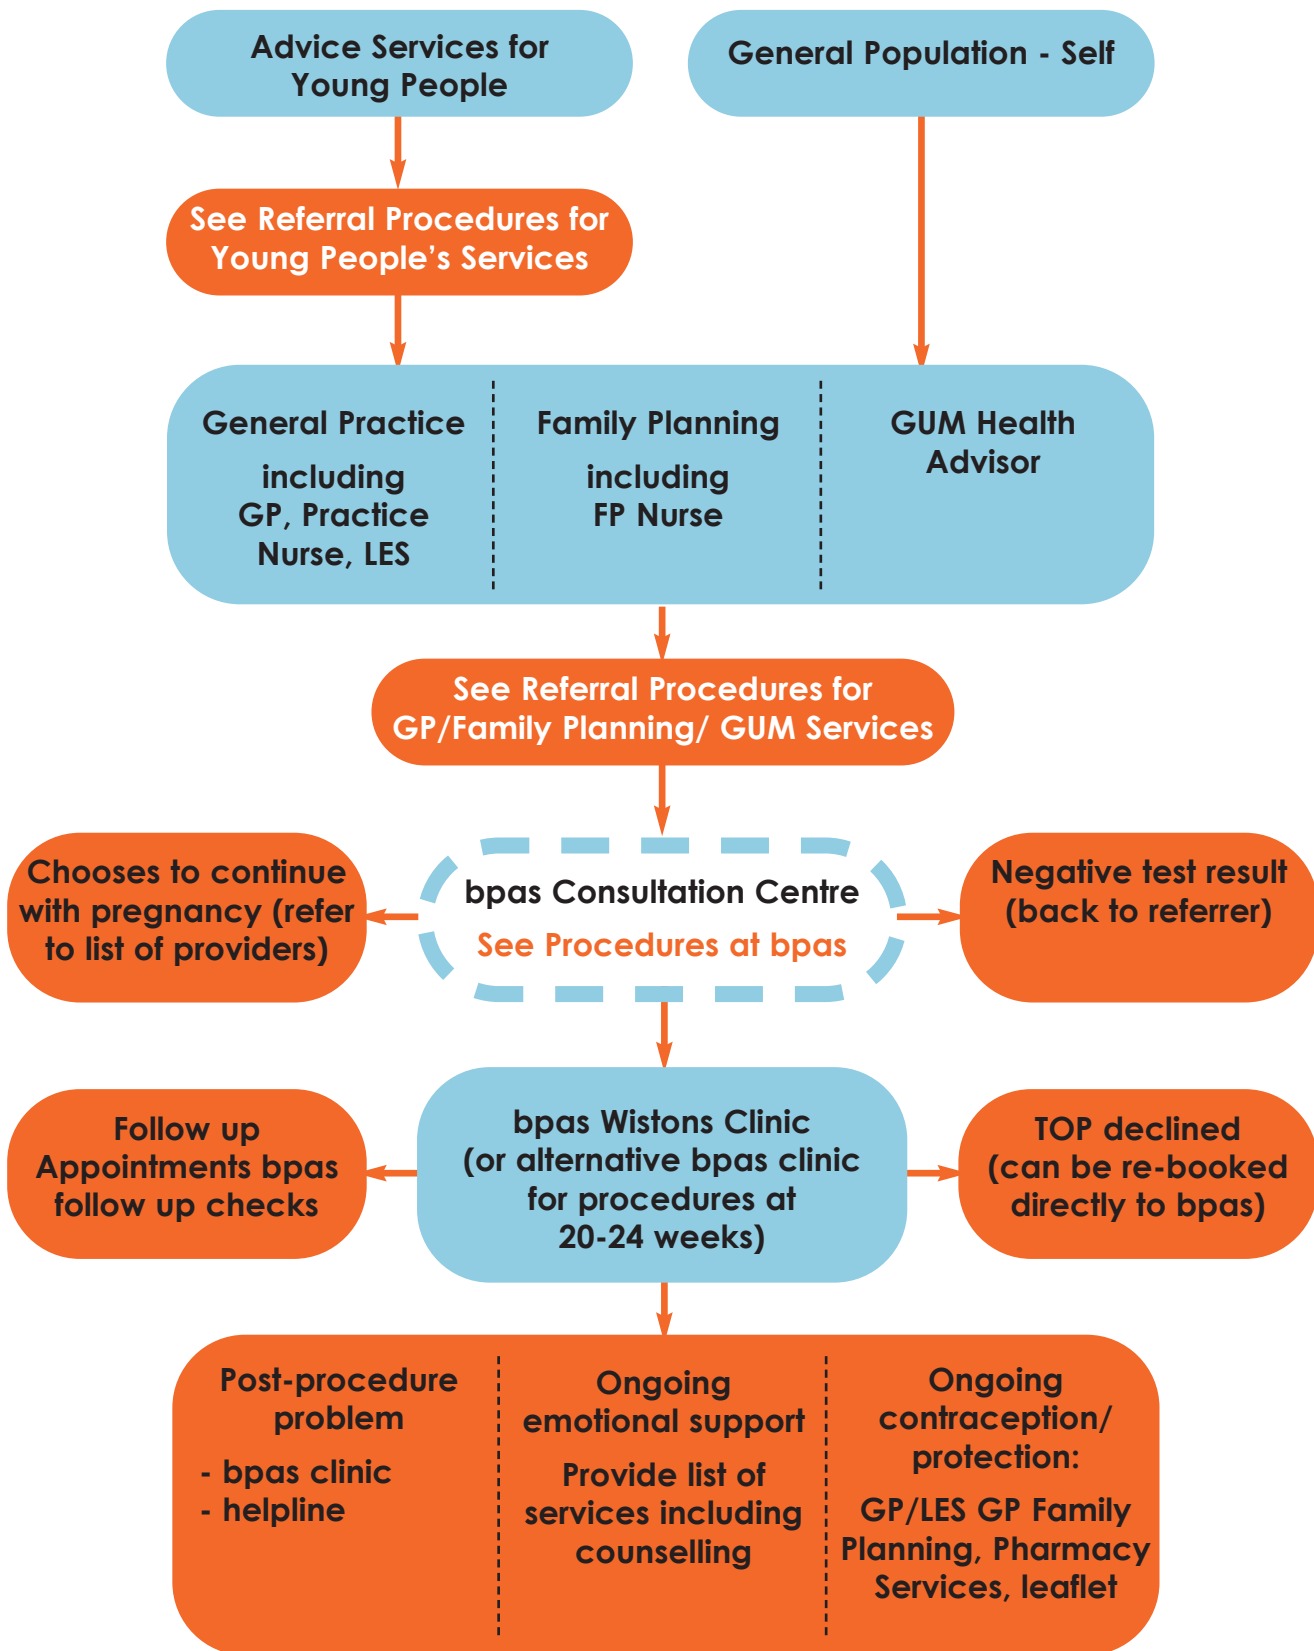 Advice Services for
Young People
General Population - Self
See Referral Procedures for
Young People’s Services
General Practice
including
GP, Practice
Nurse, LES
Family Planning
including
FP Nurse
GUM Health
Advisor
See Referral Procedures for
GP/Family Planning/ GUM Services
Chooses to continue
with pregnancy (refer
to list of providers)
bpas Consultation Centre
See Procedures at bpas
Negative test result
(back to referrer)
Follow up
Appointments bpas
follow up checks
bpas Wistons Clinic
(or alternative bpas clinic
for procedures at
20-24 weeks)
TOP declined
(can be re-booked
directly to bpas)
Post-procedure
problem
- bpas clinic
- helpline
Ongoing
emotional support
Provide list of
services including
counselling
Ongoing
contraception/
protection:
GP/LES GP Family
Planning, Pharmacy
Services, leaflet